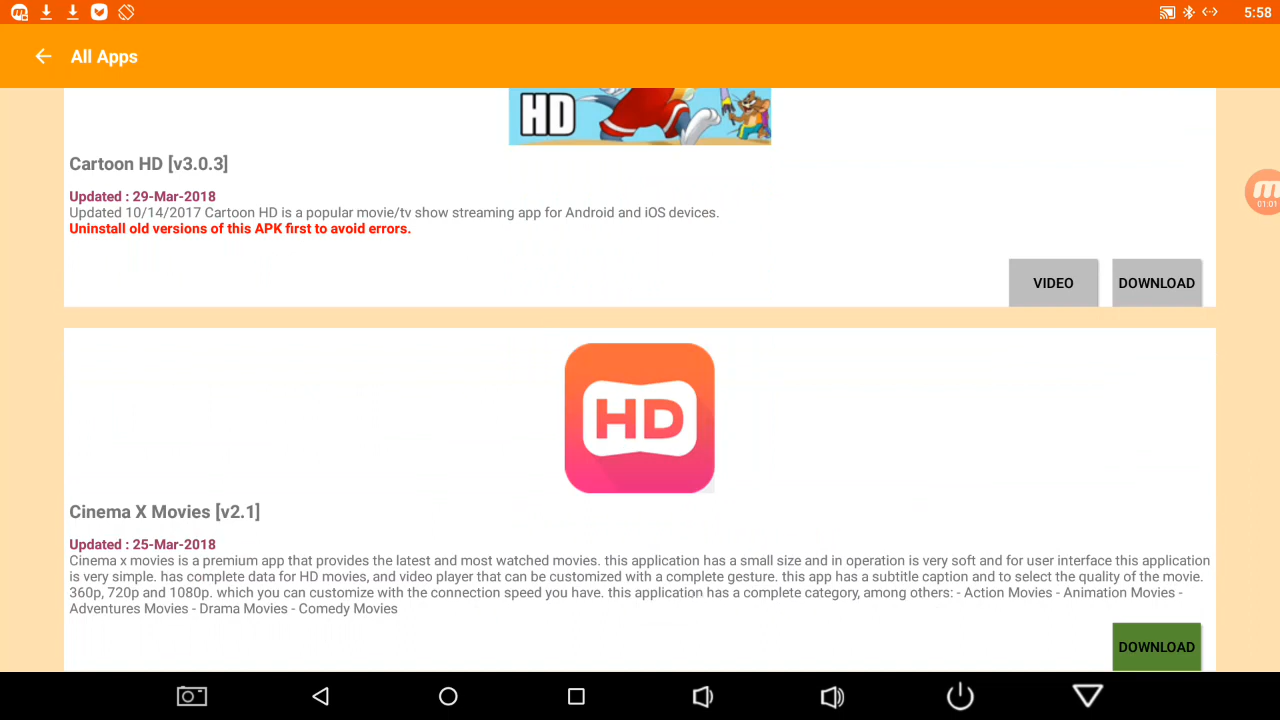 5:58
All Apps
HD
Cartoon HD [v3.0.3]
Updated : 29-Mar-2018
Updated 10/14/2017 Cartoon HD is a popular movie/tv show streaming app for Android and iOS devices.
Uninstall old versions of this APK first to avoid errors.
01:01
VIDEO DOWNLOAD
HD
Cinema X Movies [v2.1]
Updated : 25-Mar-2018
Cinema x movies is a premium app that provides the latest and most watched movies. this application has a small size and in operation is very soft and for user interface this application
is very simple. has complete data for HD movies, and video player that can be customized with a complete gesture. this app has a subtitle caption and to select the quality of the movie.
360p, 720p and 1080p. which you can customize with the connection speed you have. this application has a complete category, among others: - Action Movies - Animation Movies -
Adventures Movies - Drama Movies - Comedy Movies
DOWNLOAD